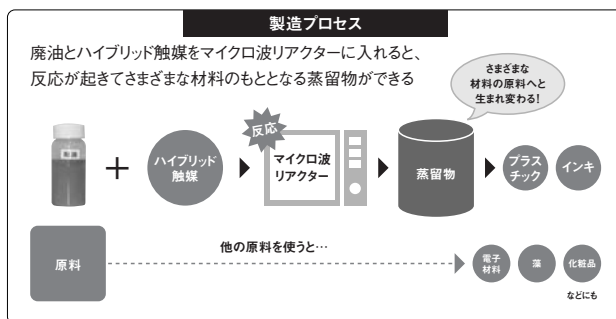 製造プロセス
廃油とハイブリッド触媒をマイクロ波リアクターに入れると、
反応が起きてさまざまな材料のもととなる蒸留物ができる
さまざまな
材料の原料へと
生まれ変わる!
廃油
+
ハイブリッド
触媒
反応
マイクロ波
リアクター
蒸留物
プラス
チック
インキ
原料
他の原料を使うと…
電子
材料
藻
化粧品
などにも